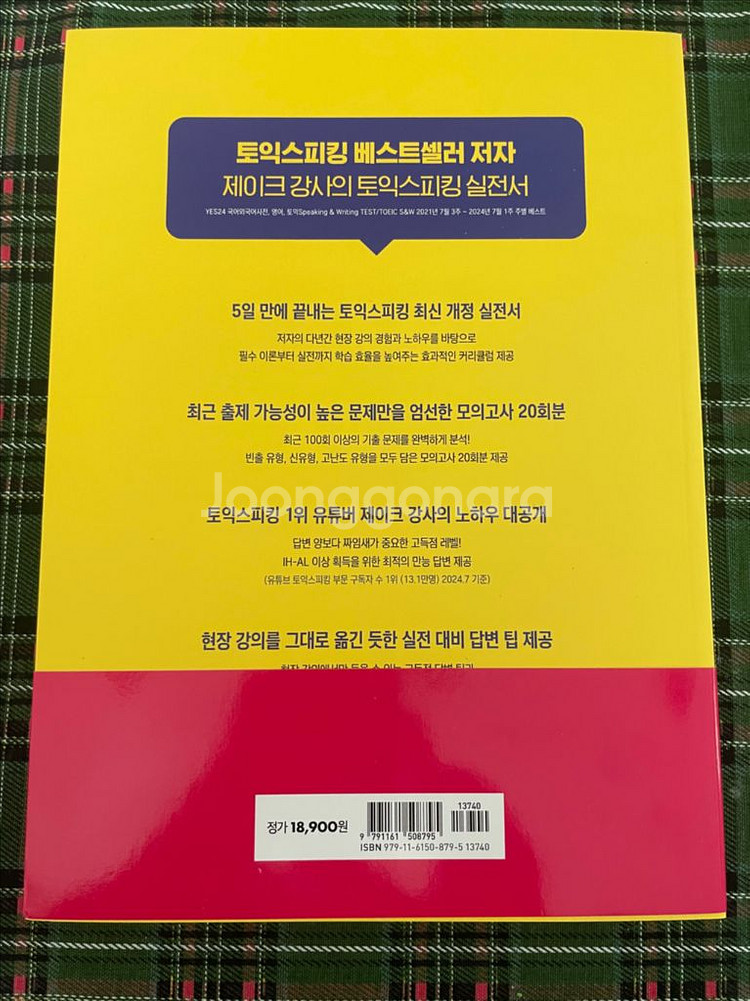 토익스피킹 베스트셀러 저자
제이크 강사의 토익스피킹 실전서
YES24 국어외국어사전, 영어, 토익Speaking & Writing TEST/TOEIC S&W 2021년 7월 3주 ~ 2024년 7월 1주 주별 베스트
5일 만에 끝내는 토익스피킹 최신 개정 실전서
저자의 다년간 현장 강의 경험과 노하우를 바탕으로
필수 이론부터 실전까지 학습 효율을 높여주는 효과적인 커리큘럼 제공
최근 출제 가능성이 높은 문제만을 엄선한 모의고사 20회분
최근 100회 이상의 기출 문제를 완벽하게 분석!
빈출 유형, 신유형, 고난도 유형을 모두 담은 모의고사 20회분 제공
Joonggonara
토익스피킹 1위 유튜버 제이크 강사의 노하우 대공개
답변 양보다 짜임새가 중요한 고득점 레벨!
IH-AL 이상 획득을 위한 최적의 만능 답변 제공
(유튜브 토익스피킹 부문 구독자 수 1위 (13.1만명) 2024.7 기준)
현장 강의를 그대로 옮긴 듯한 실전 대비 답변 팁 제공
정가 18,900원
13740
9 791161 508795
ISBN 979-11-6150-879-5 13740